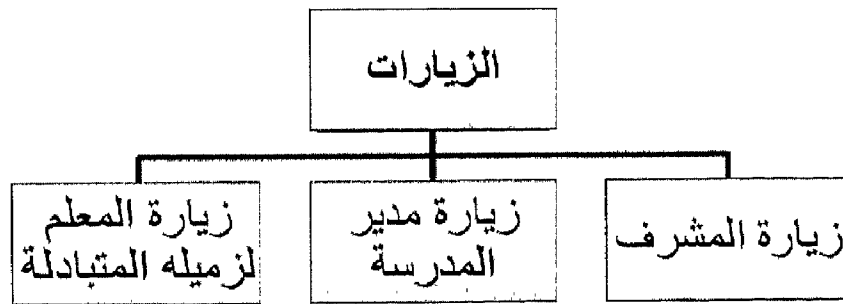 الزيارات
زيارة المشرف
زيارة مدير
المدرسة
زيارة المعلم
لزميله المتبادلة